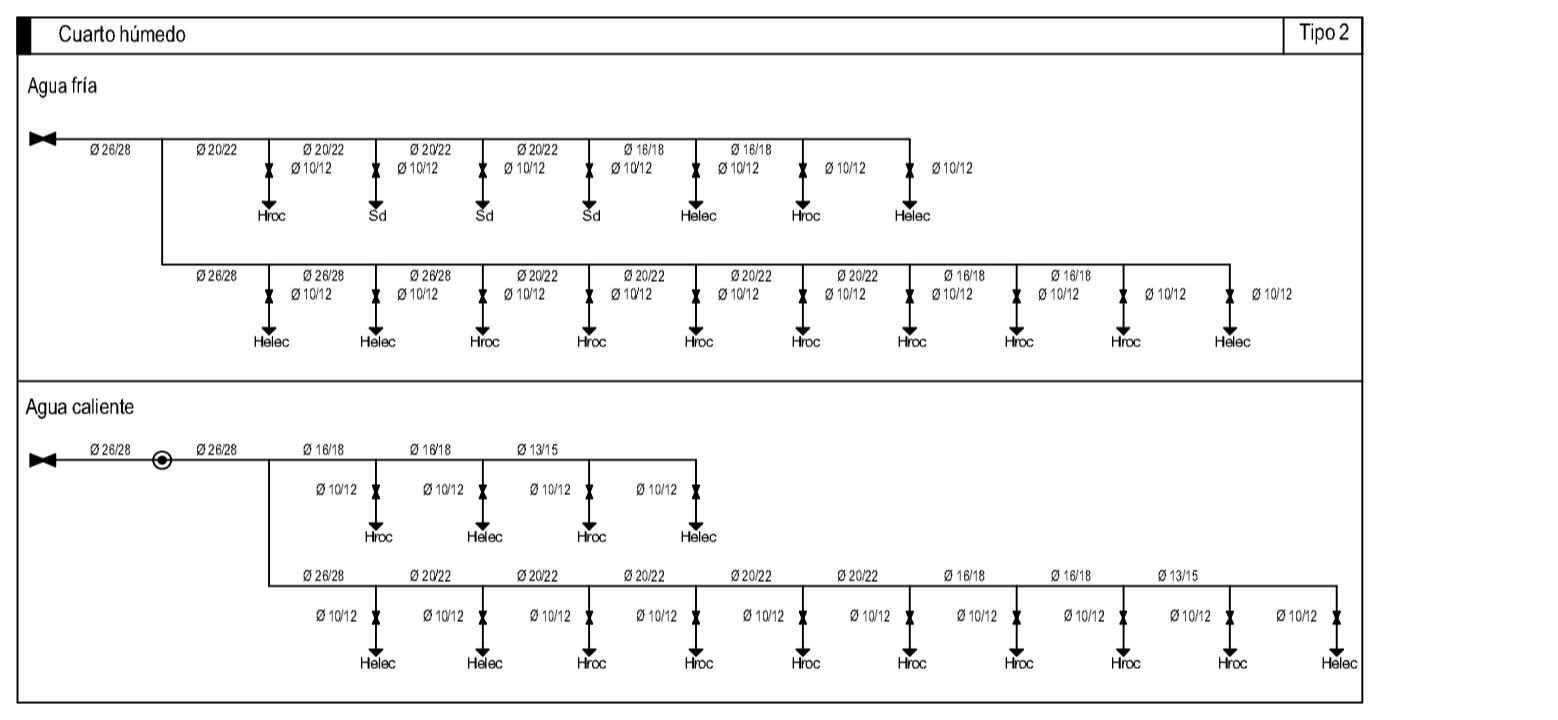 Cuarto húmedo Tipo 2
Agua fría
Ø 26/28 Ø 20/22 Ø 20/22 Ø 20/22 Ø 20/22 Ø 16/18 Ø 16/18
Ø 10/12 Ø 10/12 Ø 10/12 Ø 10/12 Ø 10/12 Ø 10/12 Ø 10/12
Hroc Sd Sd Sd Helec Hroc Helec
Ø 26/28 Ø 26/28 Ø 26/28 Ø 20/22 Ø 20/22 Ø 20/22 Ø 20/22 Ø 16/18 Ø 16/18
Ø 10/12 Ø 10/12 Ø 10/12 Ø 10/12 Ø 10/12 Ø 10/12 Ø 10/12 Ø 10/12 Ø 10/12 Ø 10/12
Helec Helec Hroc Hroc Hroc Hroc Hroc Hroc Hroc Helec
Agua caliente
Ø 26/28 Ø 26/28 Ø 16/18 Ø 16/18 Ø 13/15
Ø 10/12 Ø 10/12 Ø 10/12 Ø 10/12
Hroc Helec Hroc Helec
Ø 26/28 Ø 20/22 Ø 20/22 Ø 20/22 Ø 20/22 Ø 20/22 Ø 16/18 Ø 16/18 Ø 13/15
Ø 10/12 Ø 10/12 Ø 10/12 Ø 10/12 Ø 10/12 Ø 10/12 Ø 10/12 Ø 10/12 Ø 10/12 Ø 10/12
Helec Helec Hroc Hroc Hroc Hroc Hroc Hroc Hroc Helec